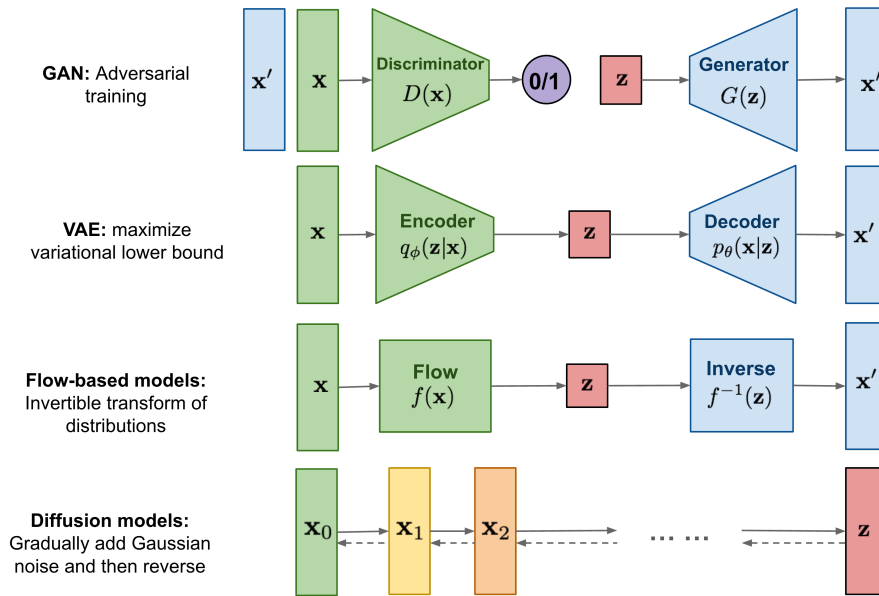 GAN: Adversarial
training
x′
x
Discriminator
D(x)
0/1
z
Generator
G(z)
x′
VAE: maximize
variational lower bound
x
Encoder
qϕ(z|x)
z
Decoder
pθ(x|z)
x′
Flow-based models:
Invertible transform of
distributions
x
Flow
f(x)
z
Inverse
f⁻¹(z)
x′
Diffusion models:
Gradually add Gaussian
noise and then reverse
x₀
x₁
x₂
... ...
z